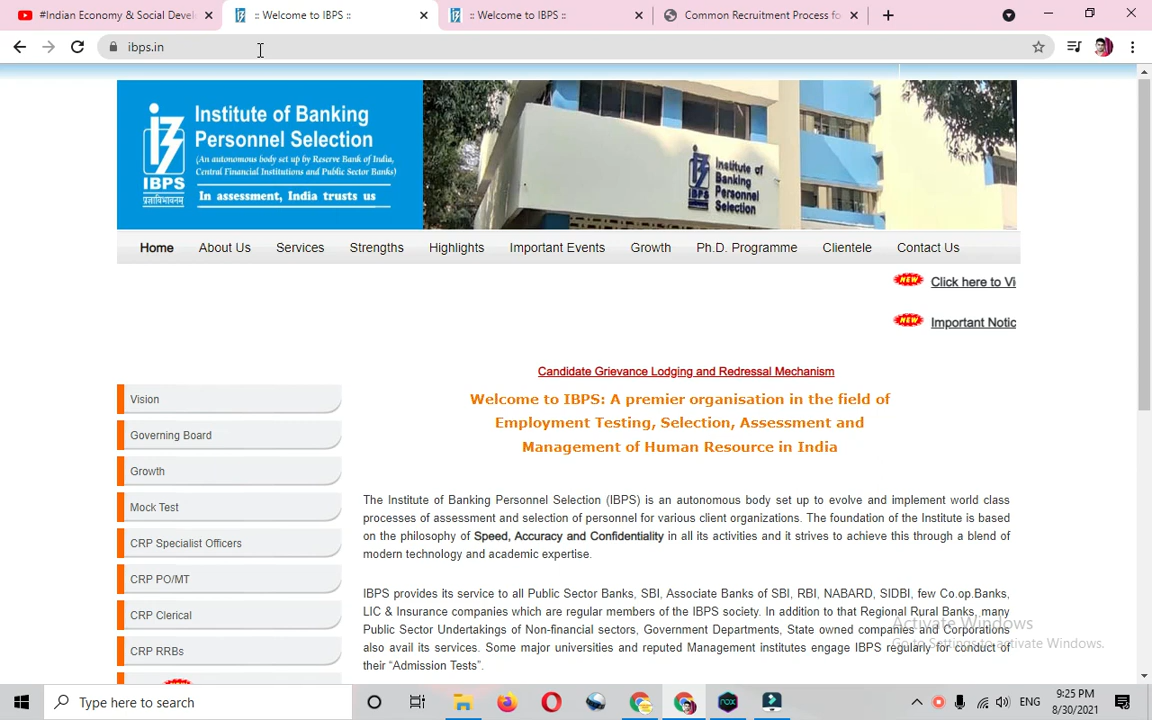 #Indian Economy & Social Devel
:: Welcome to IBPS ::
:: Welcome to IBPS ::
Common Recruitment Process fo
ibps.in
Institute of Banking
Personnel Selection
(An autonomous body set up by Reserve Bank of India,
Central Financial Institutions and Public Sector Banks)
In assessment, India trusts us
IBPS
Institute of
Banking
Personnel
Selection
IBPS
Home
About Us
Services
Strengths
Highlights
Important Events
Growth
Ph.D. Programme
Clientele
Contact Us
NEW Click here to Vi
NEW Important Notic
Candidate Grievance Lodging and Redressal Mechanism
Welcome to IBPS: A premier organisation in the field of
Employment Testing, Selection, Assessment and
Management of Human Resource in India
Vision
Governing Board
Growth
Mock Test
CRP Specialist Officers
CRP PO/MT
CRP Clerical
CRP RRBs
The Institute of Banking Personnel Selection (IBPS) is an autonomous body set up to evolve and implement world class
processes of assessment and selection of personnel for various client organizations. The foundation of the Institute is based
on the philosophy of Speed, Accuracy and Confidentiality in all its activities and it strives to achieve this through a blend of
modern technology and academic expertise.
IBPS provides its service to all Public Sector Banks, SBI, Associate Banks of SBI, RBI, NABARD, SIDBI, few Co.op.Banks,
LIC & Insurance companies which are regular members of the IBPS society. In addition to that Regional Rural Banks, many
Public Sector Undertakings of Non-financial sectors, Government Departments, State owned companies and Corporations
also avail its services. Some major universities and reputed Management institutes engage IBPS regularly for conduct of
their “Admission Tests”.
Activate Windows
Go to Settings to activate Windows.
Type here to search
ENG
9:25 PM
8/30/2021